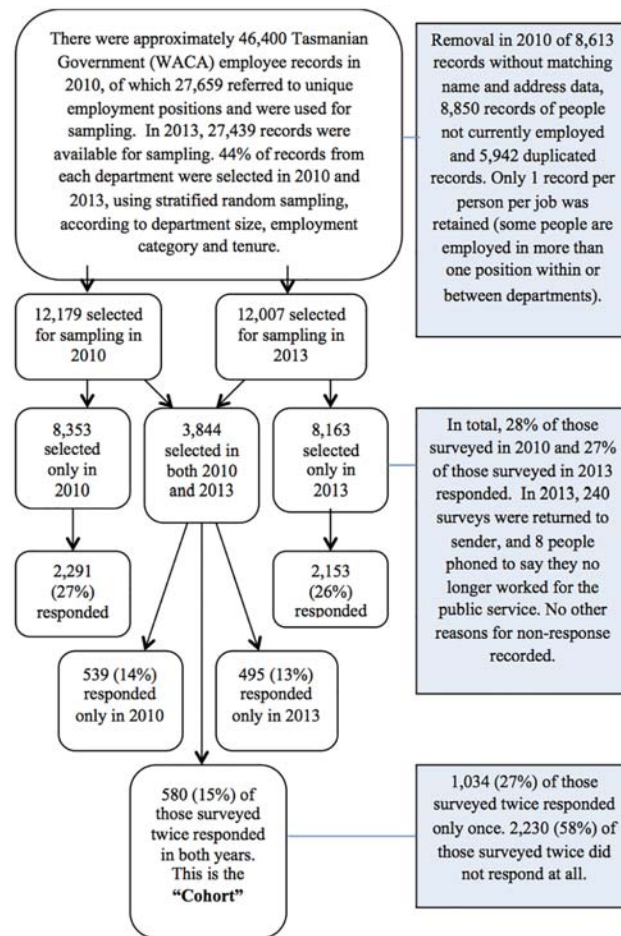 There were approximately 46,400 Tasmanian
Government (WACA) employee records in
2010, of which 27,659 referred to unique
employment positions and were used for
sampling. In 2013, 27,439 records were
available for sampling. 44% of records from
each department were selected in 2010 and
2013, using stratified random sampling,
according to department size, employment
category and tenure.
Removal in 2010 of 8,613
records without matching
name and address data,
8,850 records of people
not currently employed
and 5,942 duplicated
records. Only 1 record per
person per job was
retained (some people are
employed in more than
one position within or
between departments).
12,179 selected
for sampling in
2010
12,007 selected
for sampling in
2013
8,353
selected
only in
2010
3,844
selected in
both 2010
and 2013
8,163
selected
only in
2013
In total, 28% of those
surveyed in 2010 and 27%
of those surveyed in 2013
responded. In 2013, 240
surveys were returned to
sender, and 8 people
phoned to say they no
longer worked for the
public service. No other
reasons for non-response
recorded.
2,291
(27%)
responded
2,153
(26%)
responded
539 (14%)
responded
only in 2010
495 (13%)
responded
only in 2013
580 (15%) of
those surveyed
twice responded
in both years.
This is the
“Cohort”
1,034 (27%) of those
surveyed twice responded
only once. 2,230 (58%) of
those surveyed twice did
not respond at all.